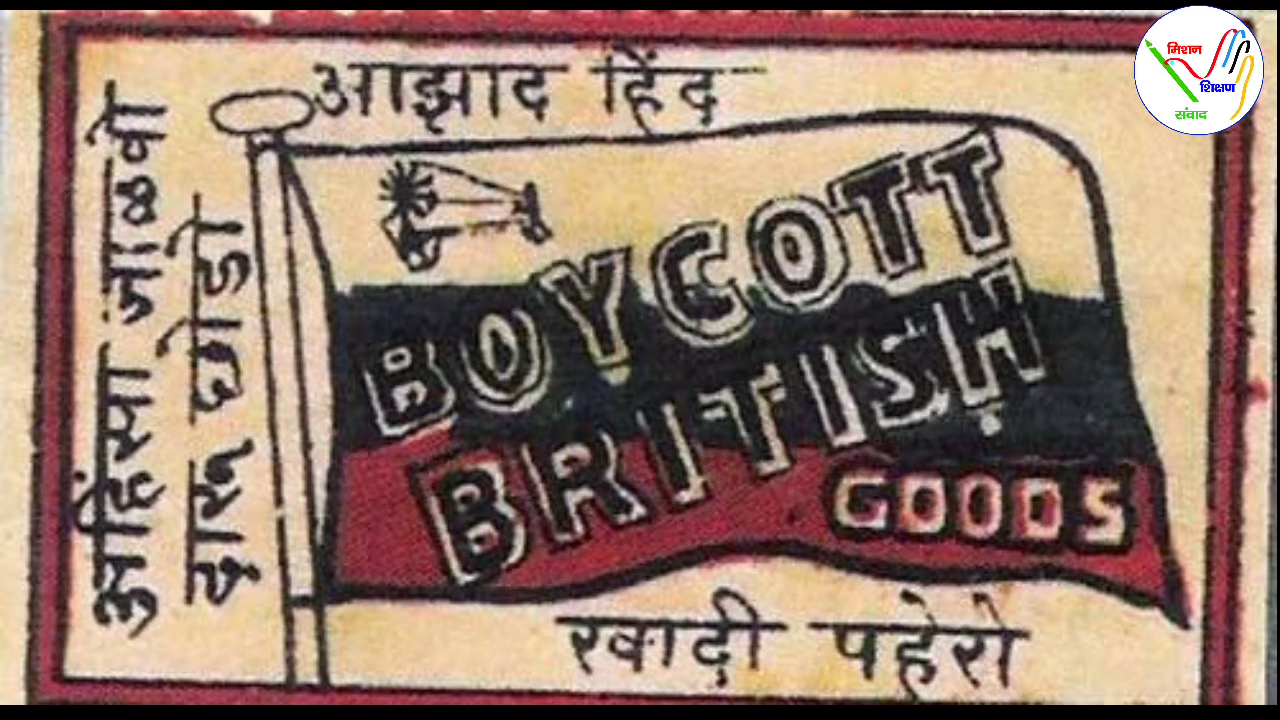 आझाद हिंद
अहिंसा जाळवो
दारू छोडो
BOYCOTT
BRITISH
GOODS
खादी पहेरो
मिशन
शिक्षण
संवाद